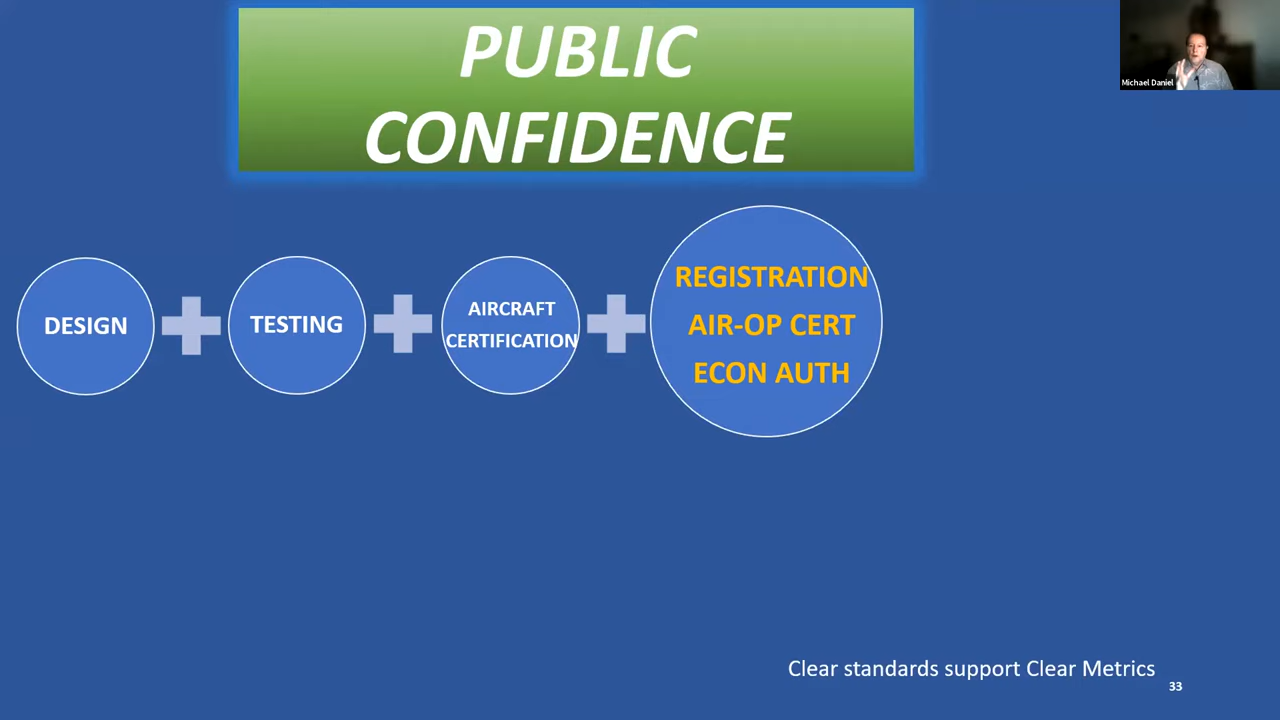 PUBLIC
CONFIDENCE
Michael Daniel
DESIGN
TESTING
AIRCRAFT
CERTIFICATION
REGISTRATION
AIR-OP CERT
ECON AUTH
Clear standards support Clear Metrics
33